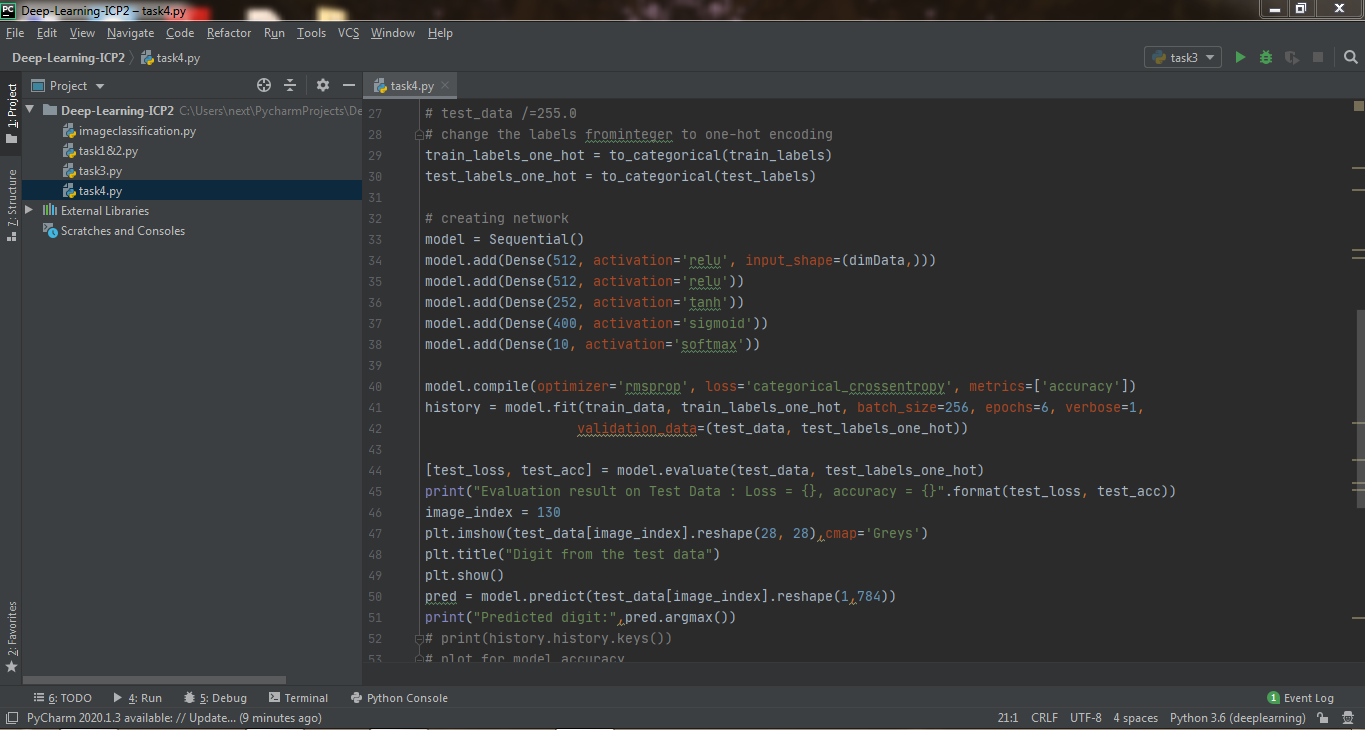 Deep-Learning-ICP2 – task4.py
File Edit View Navigate Code Refactor Run Tools VCS Window Help
Deep-Learning-ICP2 task4.py
task3
1: Project
Project
task4.py
Deep-Learning-ICP2 C:\Users\next\PycharmProjects\De
imageclassification.py
task1&2.py
task3.py
task4.py
External Libraries
Scratches and Consoles
7: Structure
2: Favorites
27 # test_data /=255.0
28 # change the labels frominteger to one-hot encoding
29 train_labels_one_hot = to_categorical(train_labels)
30 test_labels_one_hot = to_categorical(test_labels)
31
32 # creating network
33 model = Sequential()
34 model.add(Dense(512, activation='relu', input_shape=(dimData,)))
35 model.add(Dense(512, activation='relu'))
36 model.add(Dense(252, activation='tanh'))
37 model.add(Dense(400, activation='sigmoid'))
38 model.add(Dense(10, activation='softmax'))
39
40 model.compile(optimizer='rmsprop', loss='categorical_crossentropy', metrics=['accuracy'])
41 history = model.fit(train_data, train_labels_one_hot, batch_size=256, epochs=6, verbose=1,
42 validation_data=(test_data, test_labels_one_hot))
43
44 [test_loss, test_acc] = model.evaluate(test_data, test_labels_one_hot)
45 print("Evaluation result on Test Data : Loss = {}, accuracy = {}".format(test_loss, test_acc))
46 image_index = 130
47 plt.imshow(test_data[image_index].reshape(28, 28),cmap='Greys')
48 plt.title("Digit from the test data")
49 plt.show()
50 pred = model.predict(test_data[image_index].reshape(1,784))
51 print("Predicted digit:",pred.argmax())
52 # print(history.history.keys())
53 # plot for model accuracy
6: TODO 4: Run 5: Debug Terminal Python Console 1 Event Log
PyCharm 2020.1.3 available: // Update... (9 minutes ago) 21:1 CRLF UTF-8 4 spaces Python 3.6 (deeplearning)